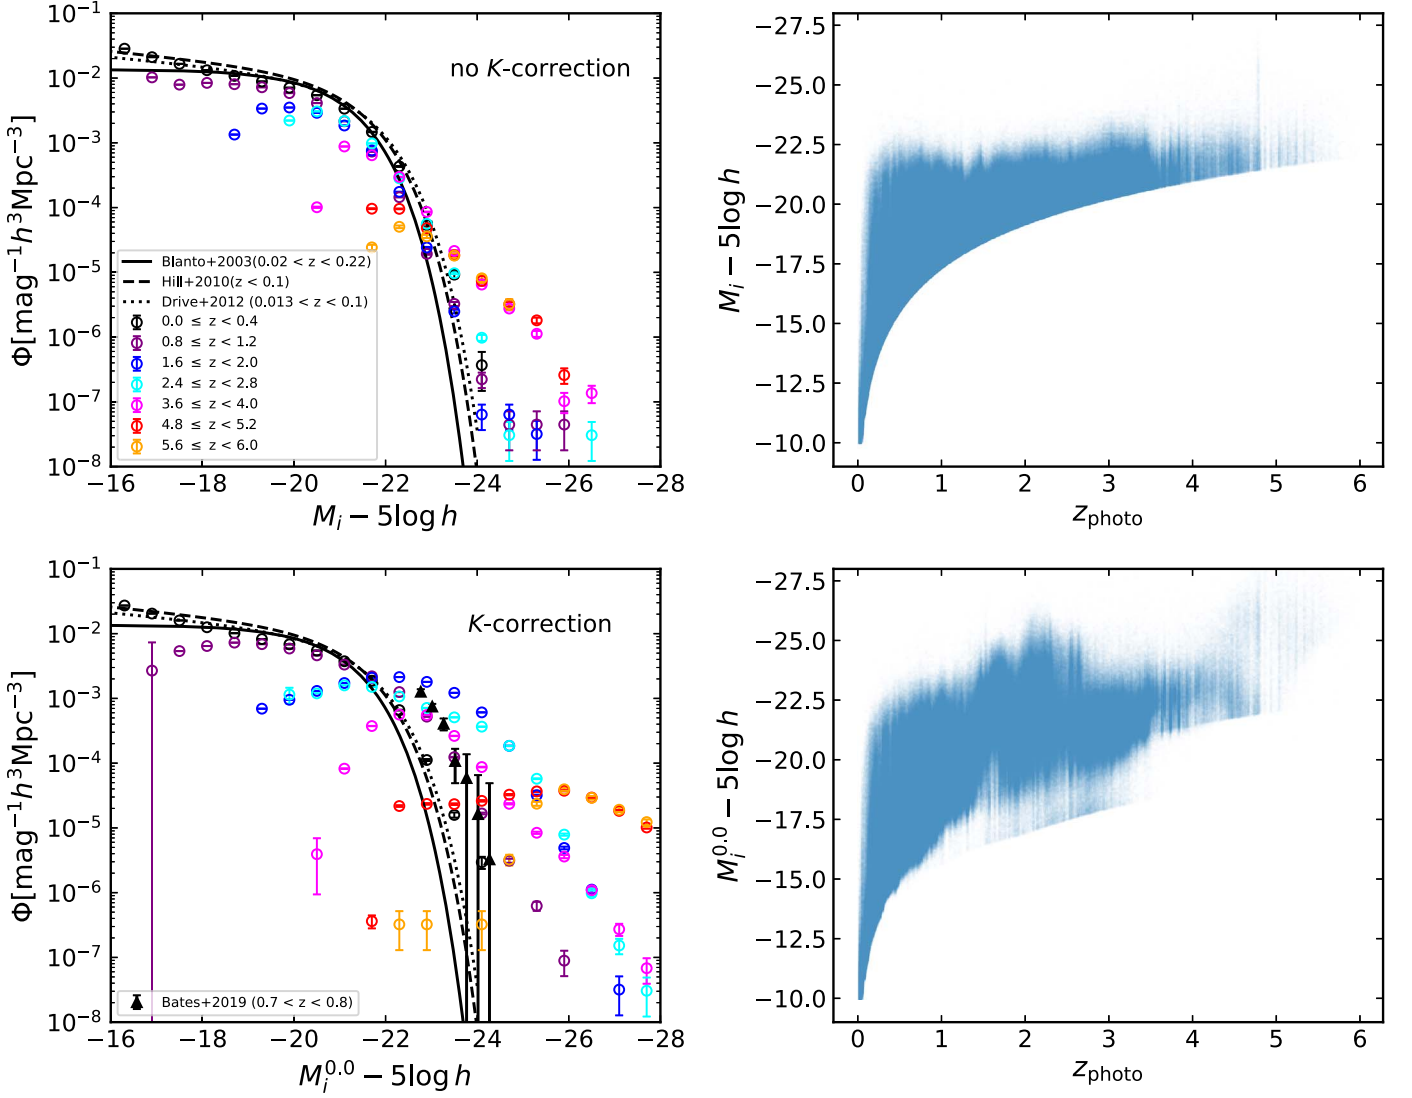 10⁻¹
10⁻²
10⁻³
10⁻⁴
10⁻⁵
10⁻⁶
10⁻⁷
10⁻⁸
Φ[mag⁻¹h³Mpc⁻³]
no K-correction
Blanto+2003(0.02 < z < 0.22)
Hill+2010(z < 0.1)
Drive+2012 (0.013 < z < 0.1)
0.0 ≤ z < 0.4
0.8 ≤ z < 1.2
1.6 ≤ z < 2.0
2.4 ≤ z < 2.8
3.6 ≤ z < 4.0
4.8 ≤ z < 5.2
5.6 ≤ z < 6.0
−16 −18 −20 −22 −24 −26 −28
M_i − 5log h
−27.5
−25.0
−22.5
−20.0
−17.5
−15.0
−12.5
−10.0
M_i − 5log h
0 1 2 3 4 5 6
z_photo
10⁻¹
10⁻²
10⁻³
10⁻⁴
10⁻⁵
10⁻⁶
10⁻⁷
10⁻⁸
Φ[mag⁻¹h³Mpc⁻³]
K-correction
Bates+2019 (0.7 < z < 0.8)
−16 −18 −20 −22 −24 −26 −28
M_i^0.0 − 5log h
−27.5
−25.0
−22.5
−20.0
−17.5
−15.0
−12.5
−10.0
M_i^0.0 − 5log h
0 1 2 3 4 5 6
z_photo